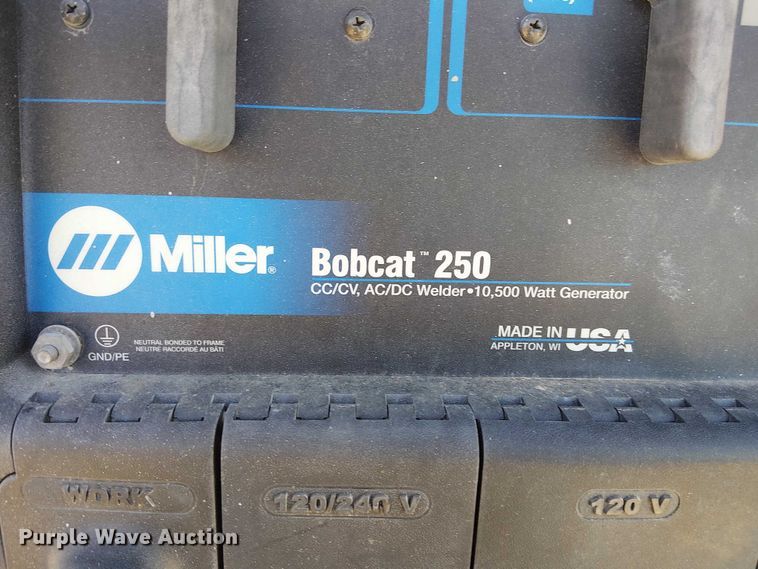 Miller®
Bobcat™ 250
CC/CV, AC/DC Welder•10,500 Watt Generator
GND/PE
NEUTRAL BONDED TO FRAME
NEUTRE RACCORDÉ AU BÂTI
MADE IN USA
APPLETON, WI
WORK
120/240 V
120 V
Purple Wave Auction